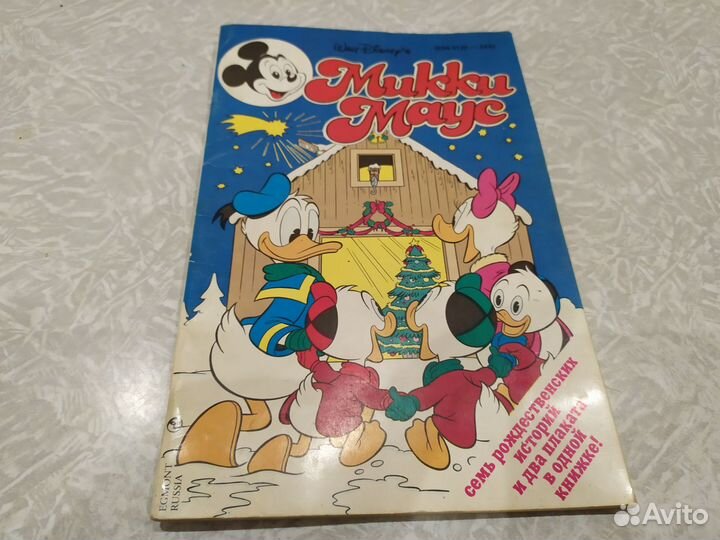 Walt Disney's
Микки
Маус
семь рождественских
историй
и два плаката
в одной
книжке!
EGMONT
RUSSIA
Avito